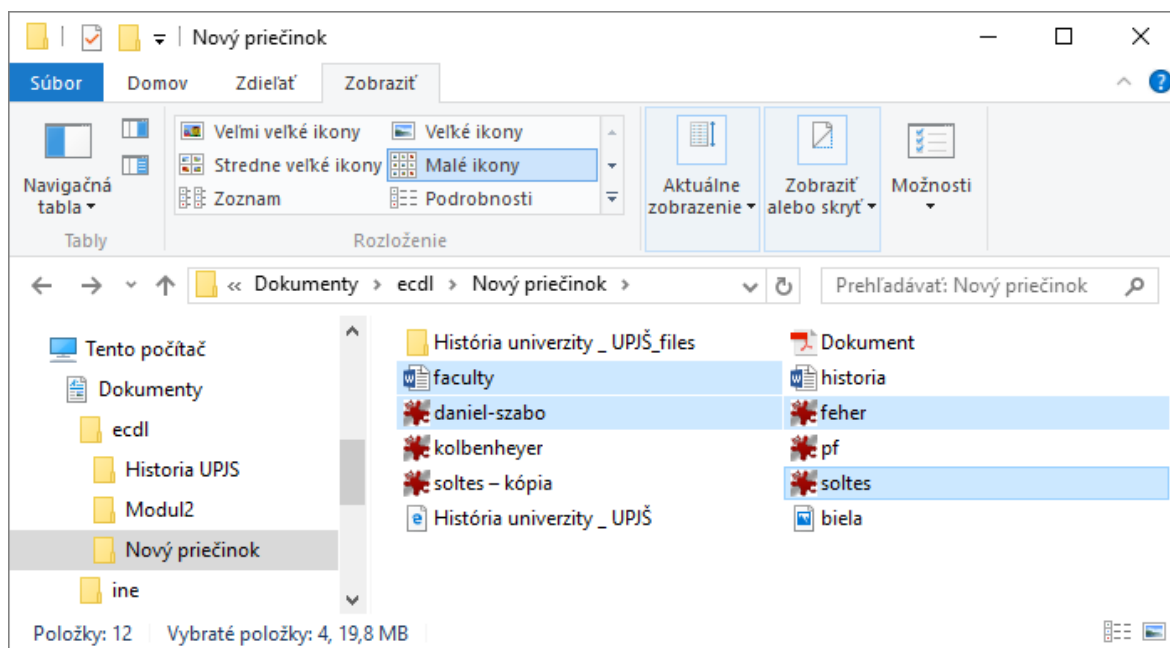 Nový priečinok
Súbor Domov Zdieľať Zobraziť
Veľmi veľké ikony Veľké ikony
Stredne veľké ikony Malé ikony
Zoznam Podrobnosti
Navigačná tabla
Aktuálne zobrazenie
Zobraziť alebo skryť
Možnosti
Tably Rozloženie
« Dokumenty › ecdl › Nový priečinok ›
Prehľadávať: Nový priečinok
Tento počítač
Dokumenty
ecdl
Historia UPJS
Modul2
Nový priečinok
ine
História univerzity _ UPJŠ_files Dokument
faculty historia
daniel-szabo feher
kolbenheyer pf
soltes – kópia soltes
História univerzity _ UPJŠ biela
Položky: 12 Vybraté položky: 4, 19,8 MB